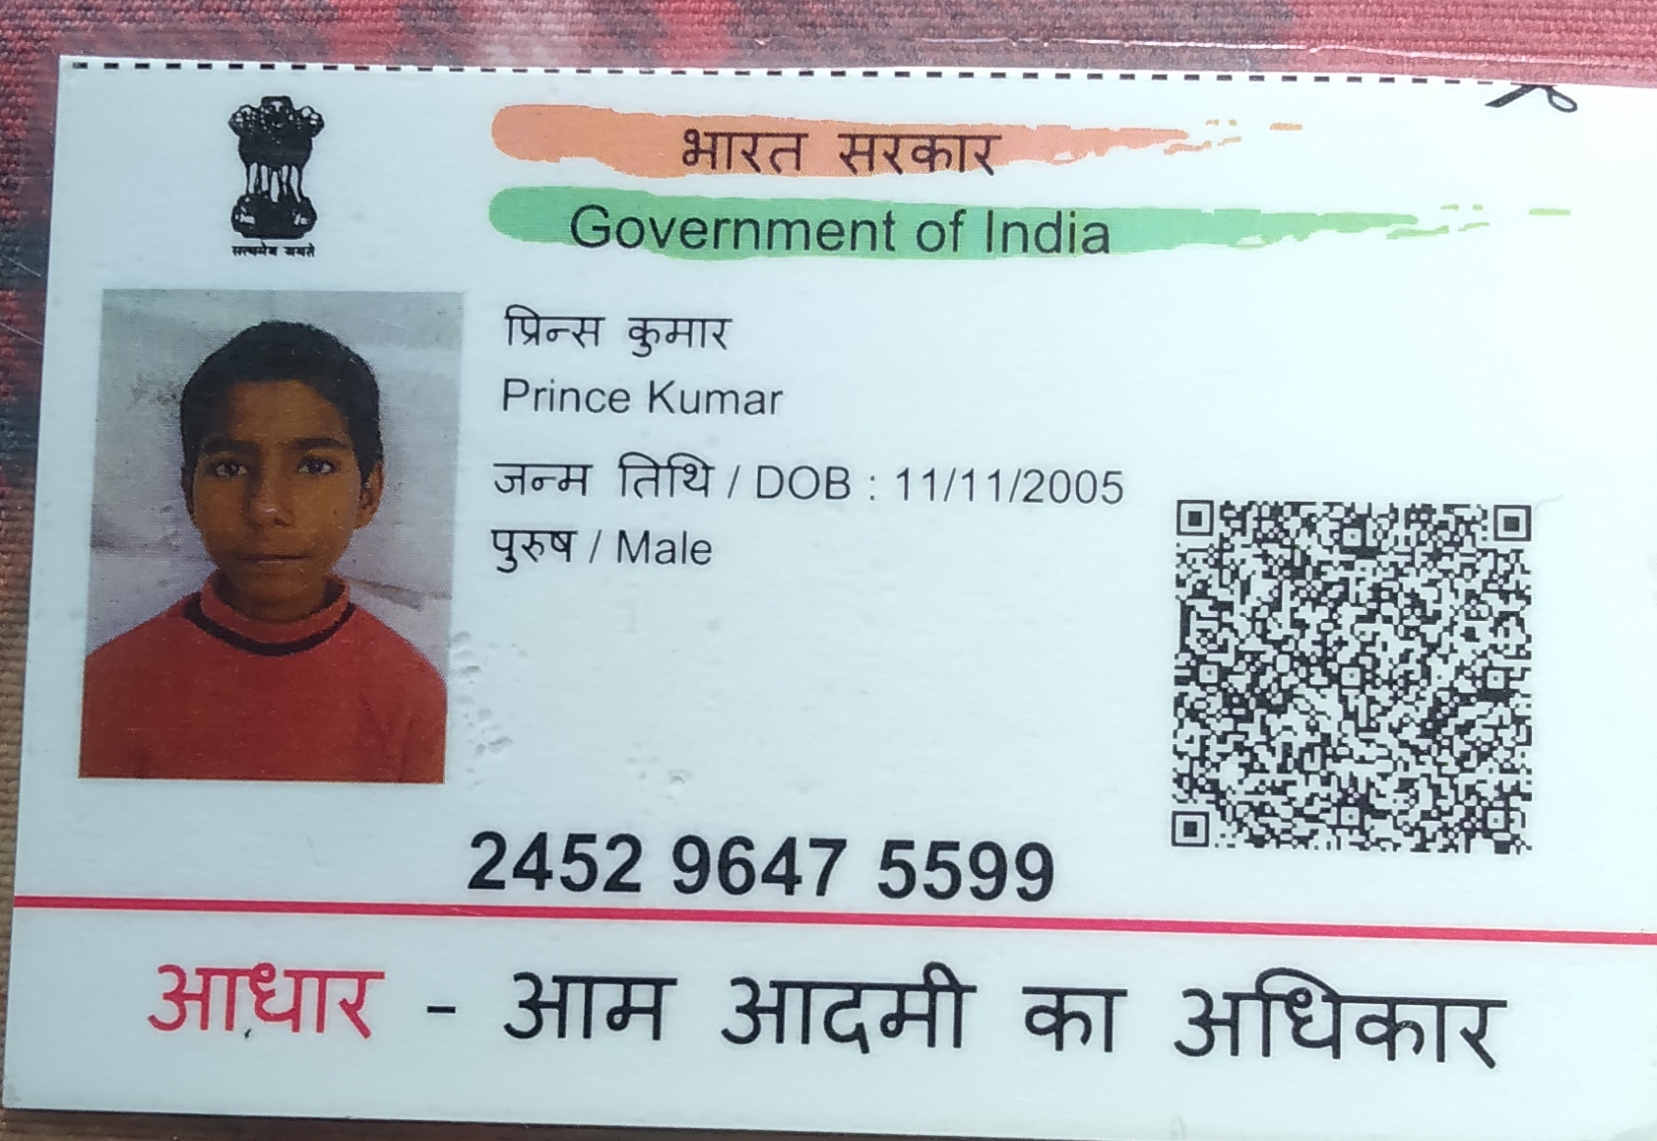 भारत सरकार
Government of India
सत्यमेव जयते
प्रिन्स कुमार
Prince Kumar
जन्म तिथि / DOB : 11/11/2005
पुरुष / Male
2452 9647 5599
आधार - आम आदमी का अधिकार